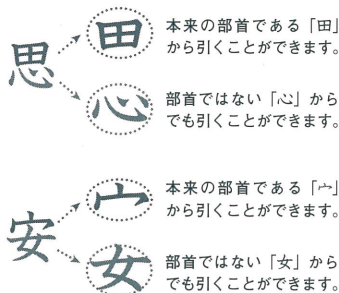 思
田
本来の部首である「田」
から引くことができます。
心
部首ではない「心」から
でも引くことができます。
安
宀
本来の部首である「宀」
から引くことができます。
女
部首ではない「女」から
でも引くことができます。